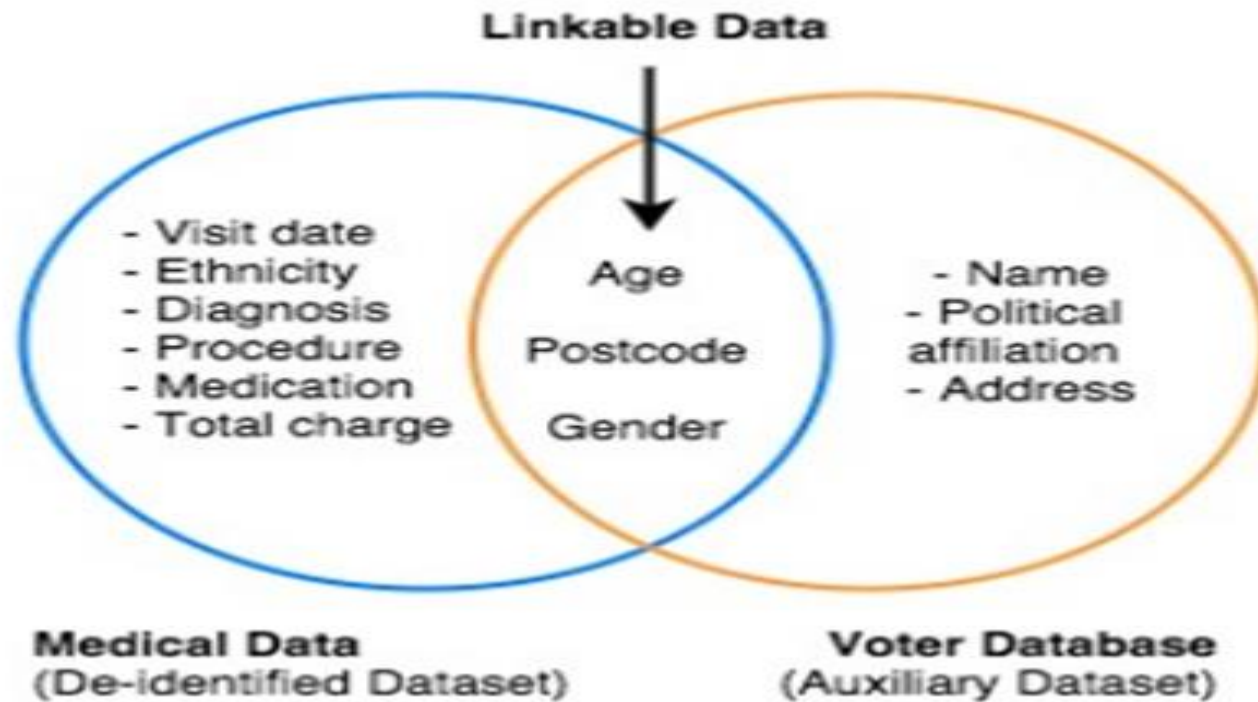 Linkable Data
- Visit date
- Ethnicity
- Diagnosis
- Procedure
- Medication
- Total charge
Age
Postcode
Gender
- Name
- Political
affiliation
- Address
Medical Data
(De-identified Dataset)
Voter Database
(Auxiliary Dataset)